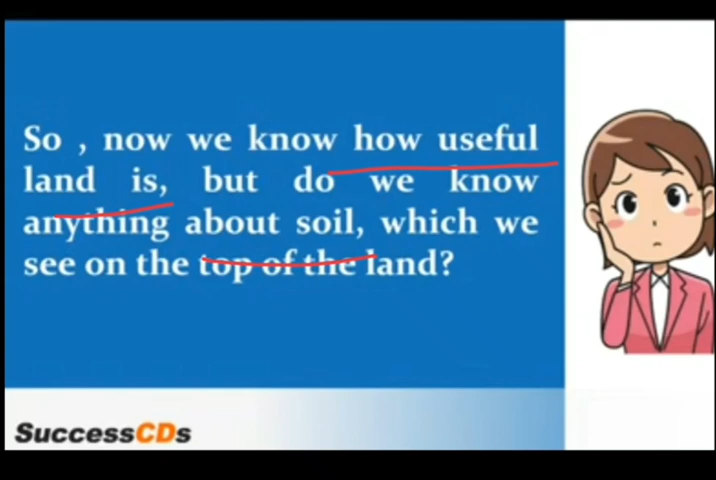 So , now we know how useful
land is, but do we know
anything about soil, which we
see on the top of the land?
SuccessCDs